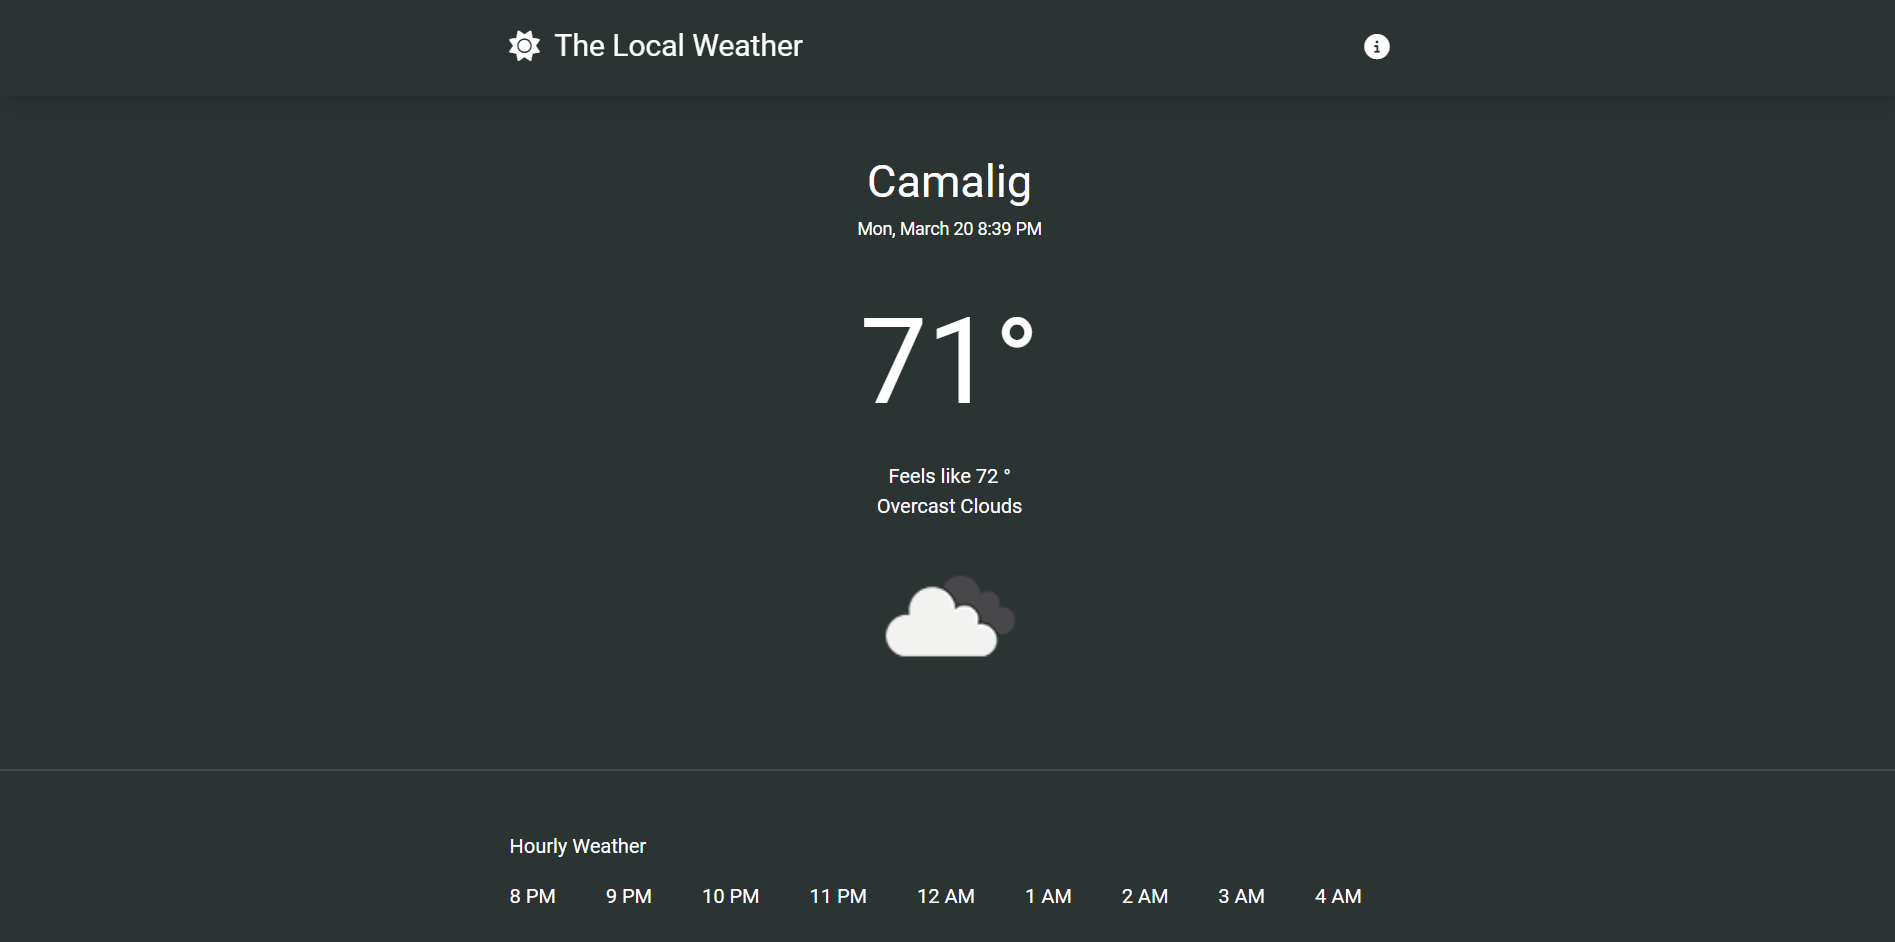 The Local Weather
Camalig
Mon, March 20 8:39 PM
71°
Feels like 72 °
Overcast Clouds
Hourly Weather
8 PM 9 PM 10 PM 11 PM 12 AM 1 AM 2 AM 3 AM 4 AM